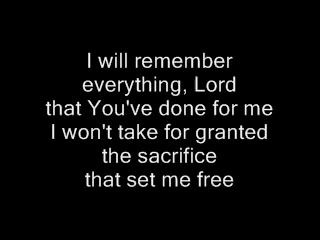 I will remember
everything, Lord
that You've done for me
I won't take for granted
the sacrifice
that set me free